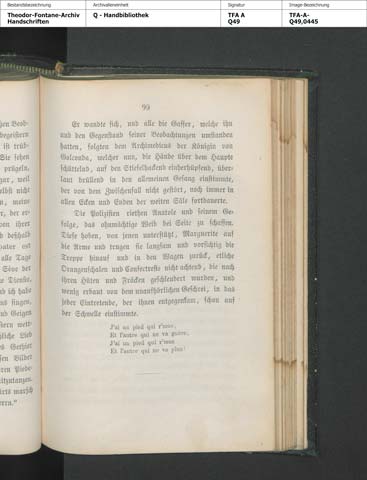 Bestandsbezeichnung
Theodor-Fontane-Archiv
Handschriften
Archivalieneinheit
Q - Handbibliothek
Signatur
TFA A
Q49
Image-Bezeichnung
TFA-A-
Q49,0445
99
Er wandte sich, und alle die Gaffer, welche ihn
und den Gegenstand seiner Beobachtungen umstanden
hatten, folgten dem Archimedeus der Königin von
Golconda, welcher nun, die Hände über dem Haupte
schüttelnd, auf den Stiefelhacken einherhüpfend, über-
laut brüllend in den allgemeinen Gesang einstimmte,
der von dem Zwischenfall nicht gestört, noch immer in
allen Ecken und Enden der weiten Säle fortdauerte.
Die Polizisten riethen Anatole und seinem Ge-
folge, das ohnmächtige Weib bei Seite zu schaffen.
Diese hoben, von jenen unterstützt, Marguerite auf
die Arme und trugen sie langsam und vorsichtig die
Treppe hinauf und in den Wagen zurück, etliche
Orangenschalen und Confectreste nicht achtend, die nach
ihren Hüten und Fräcken geschleudert wurden, und
wenig erbaut von dem unaufhörlichen Geschrei, in das
jeder Eintretende, der ihnen entgegenkam, schon auf
der Schwelle einstimmte.
J'ai un pied qui r'mue,
Et l'autre qui ne va guère,
J'ai un pied qui r'mue
Et l'autre qui ne va plus!